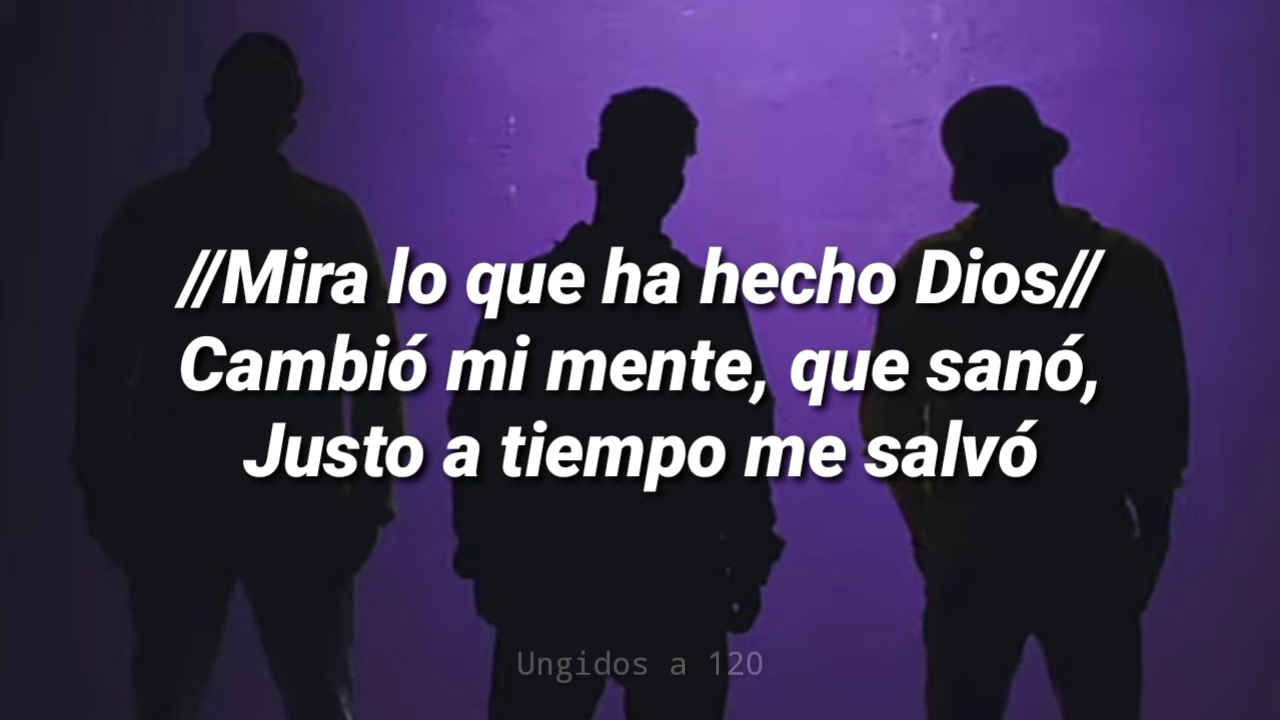 //Mira lo que ha hecho Dios//
Cambió mi mente, que sanó,
Justo a tiempo me salvó
Ungidos a 120